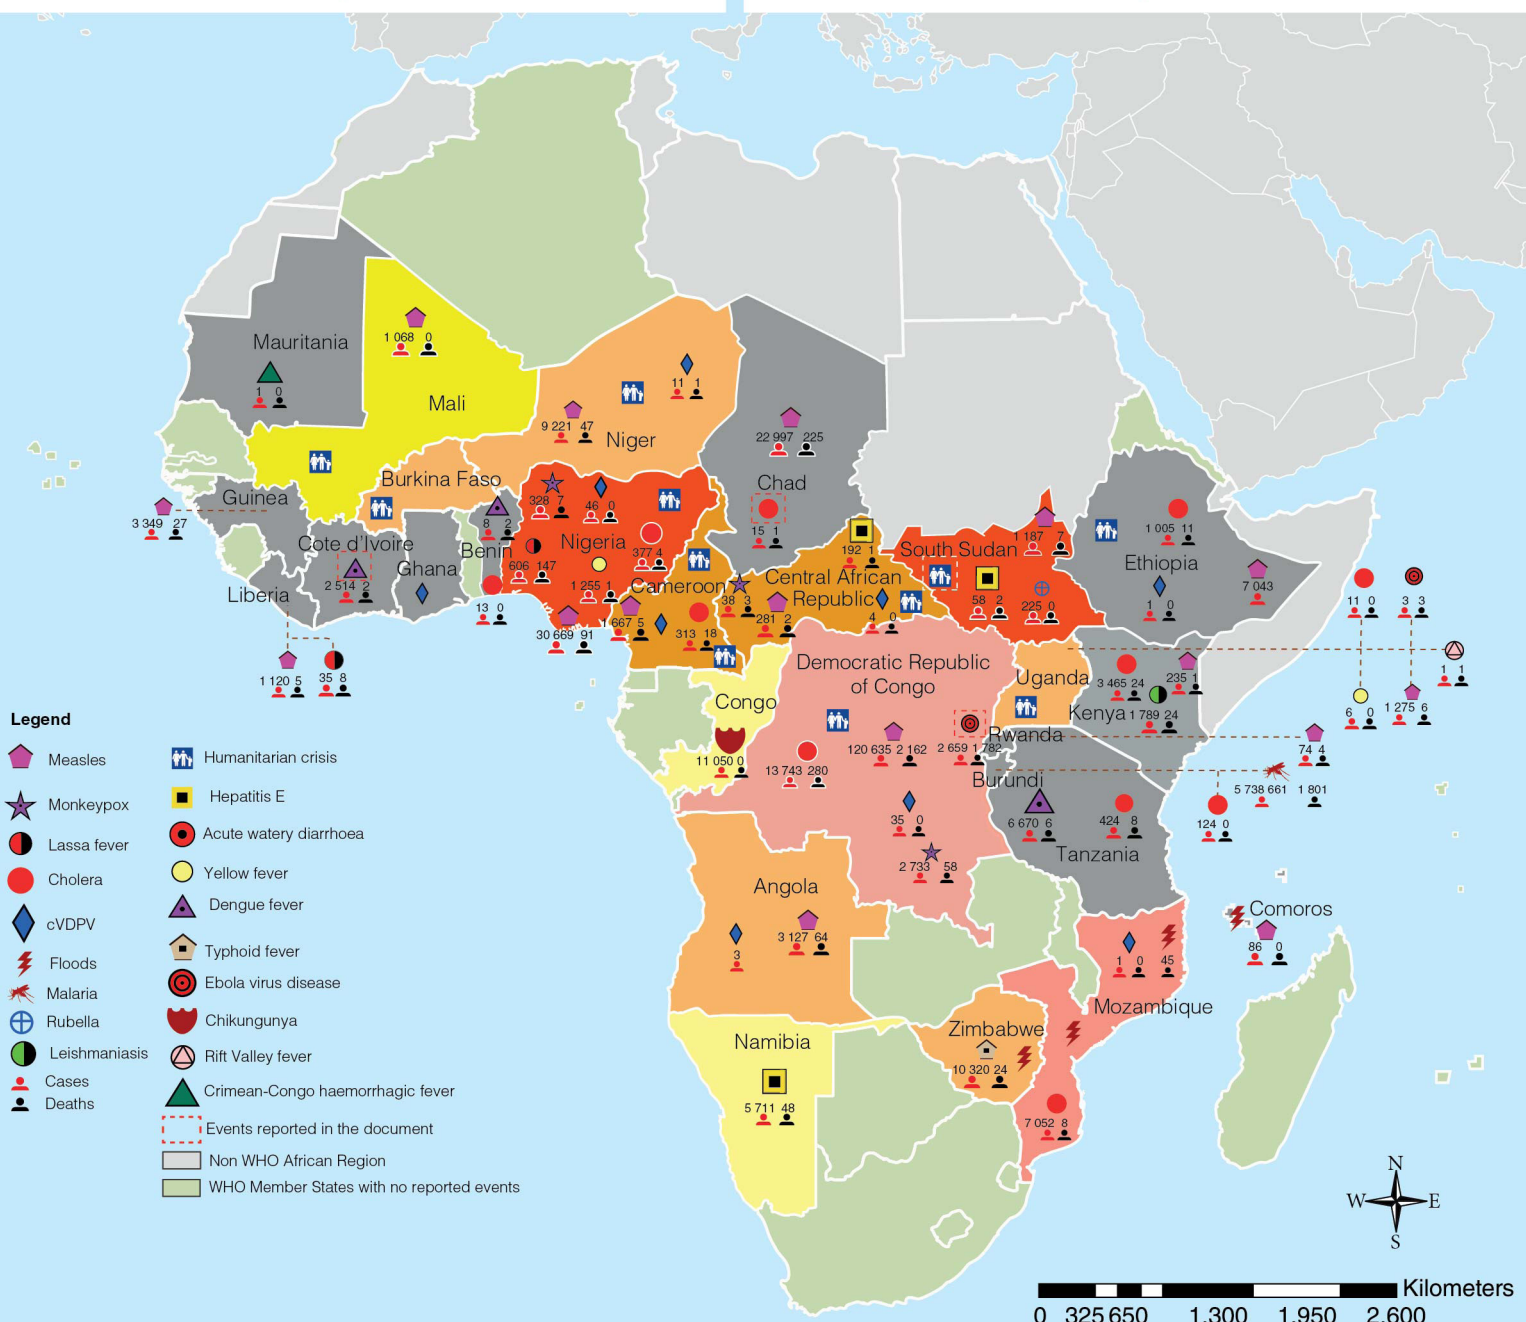 Mauritania
1 0
1 068 0
Mali
9 221 47
11 1
Niger
22 997 225
Chad
15 1
Burkina Faso
Guinea
3 349 27
Cote d'Ivoire
2 514 2
Liberia
1 120 5
35 8
Ghana
Benin
8 2
13 0
328 7
46 0
Nigeria
377 4
606 147
1 255 1
30 669 91
Cameroon
1 667 5
313 18
192 1
Central African
Republic
38 3
281 2
4 0
South Sudan
1 187 7
58 2
225 0
Ethiopia
1 005 11
1 0
7 043
11 0
3 3
1 1
6 0
1 275 6
Democratic Republic
of Congo
120 635 2 162
2 659 1 782
13 743 280
35 0
2 733 58
Congo
11 050 0
Uganda
Kenya
3 465 24
235 1
1 789 24
Rwanda
74 4
Burundi
5 738 661 1 801
124 0
6 670 6
424 8
Tanzania
Angola
3
3 127 64
Comoros
86 0
Mozambique
1 0
45
7 052 8
Zimbabwe
10 320 24
Namibia
5 711 48
Legend
Measles
Monkeypox
Lassa fever
Cholera
cVDPV
Floods
Malaria
Rubella
Leishmaniasis
Cases
Deaths
Humanitarian crisis
Hepatitis E
Acute watery diarrhoea
Yellow fever
Dengue fever
Typhoid fever
Ebola virus disease
Chikungunya
Rift Valley fever
Crimean-Congo haemorrhagic fever
Events reported in the document
Non WHO African Region
WHO Member States with no reported events
N
W E
S
Kilometers
0 325 650 1,300 1,950 2,600